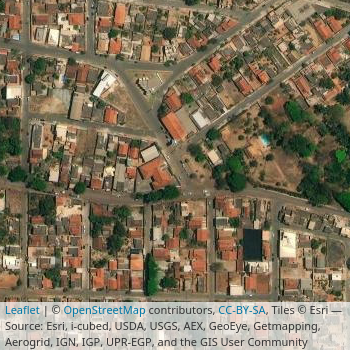 Leaflet | © OpenStreetMap contributors, CC-BY-SA, Tiles © Esri —
Source: Esri, i-cubed, USDA, USGS, AEX, GeoEye, Getmapping,
Aerogrid, IGN, IGP, UPR-EGP, and the GIS User Community